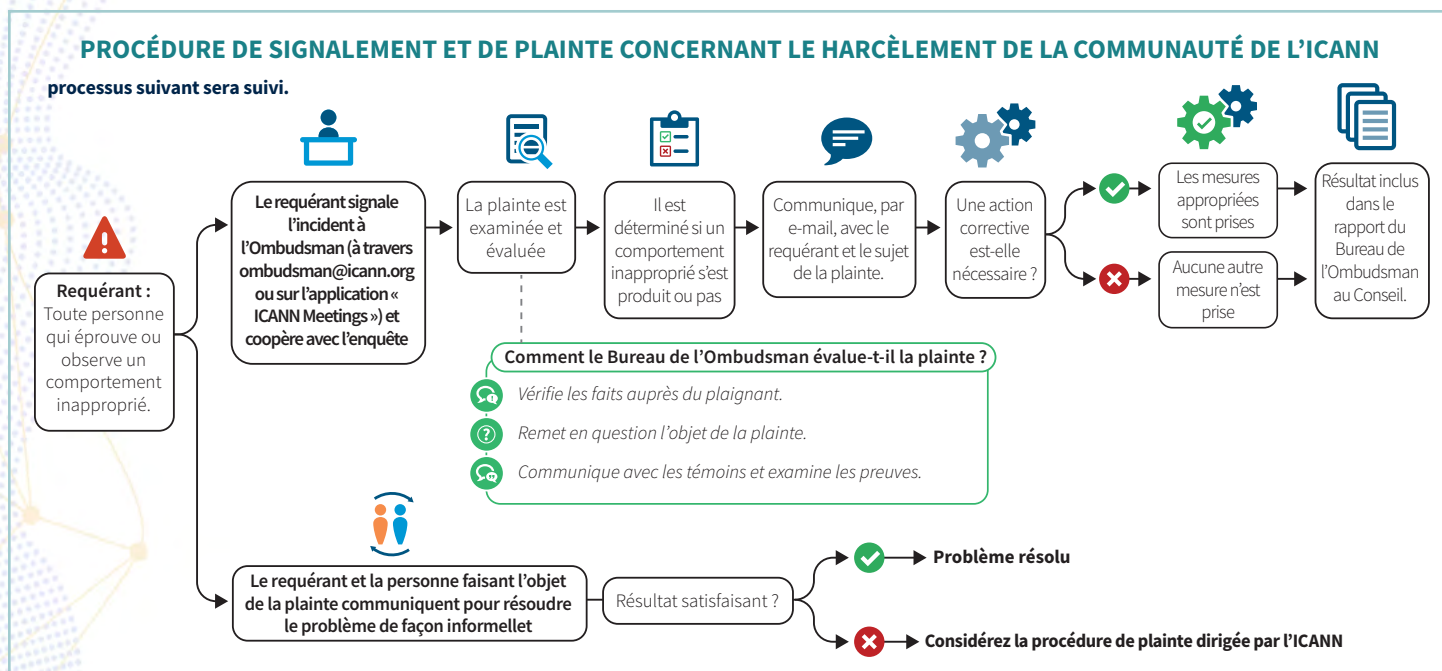 PROCÉDURE DE SIGNALEMENT ET DE PLAINTE CONCERNANT LE HARCÈLEMENT DE LA COMMUNAUTÉ DE L’ICANN
processus suivant sera suivi.
Requérant :
Toute personne
qui éprouve ou
observe un
comportement
inapproprié.
Le requérant signale
l’incident à
l’Ombudsman (à travers
ombudsman@icann.org
ou sur l’application «
ICANN Meetings ») et
coopère avec l’enquête
La plainte est
examinée et
évaluée
Il est
déterminé si un
comportement
inapproprié s’est
produit ou pas
Communique, par
e-mail, avec le
requérant et le sujet
de la plainte.
Une action
corrective
est-elle
nécessaire ?
Les mesures
appropriées
sont prises
Aucune autre
mesure n’est
prise
Résultat inclus
dans le
rapport du
Bureau de
l’Ombudsman
au Conseil.
Comment le Bureau de l’Ombudsman évalue-t-il la plainte ?
Vérifie les faits auprès du plaignant.
Remet en question l’objet de la plainte.
Communique avec les témoins et examine les preuves.
Le requérant et la personne faisant l’objet
de la plainte communiquent pour résoudre
le problème de façon informellet
Résultat satisfaisant ?
Problème résolu
Considérez la procédure de plainte dirigée par l’ICANN